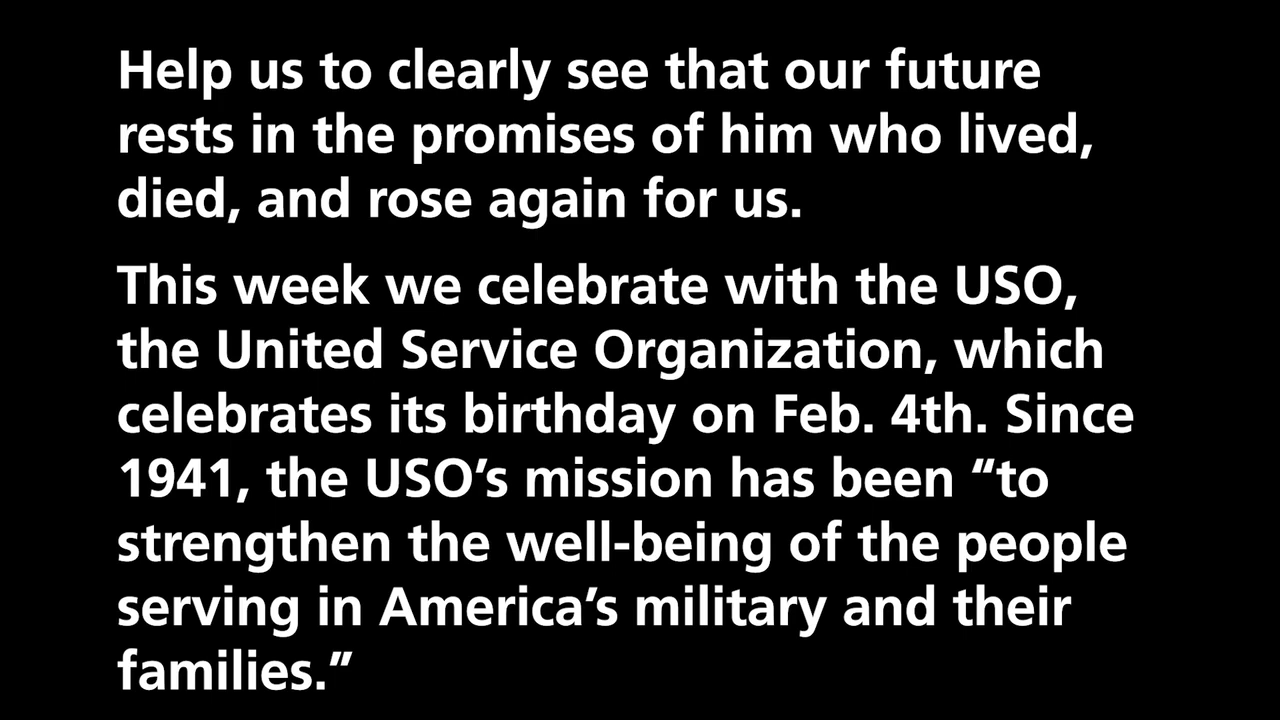 Help us to clearly see that our future
rests in the promises of him who lived,
died, and rose again for us.
This week we celebrate with the USO,
the United Service Organization, which
celebrates its birthday on Feb. 4th. Since
1941, the USO’s mission has been “to
strengthen the well-being of the people
serving in America’s military and their
families.”